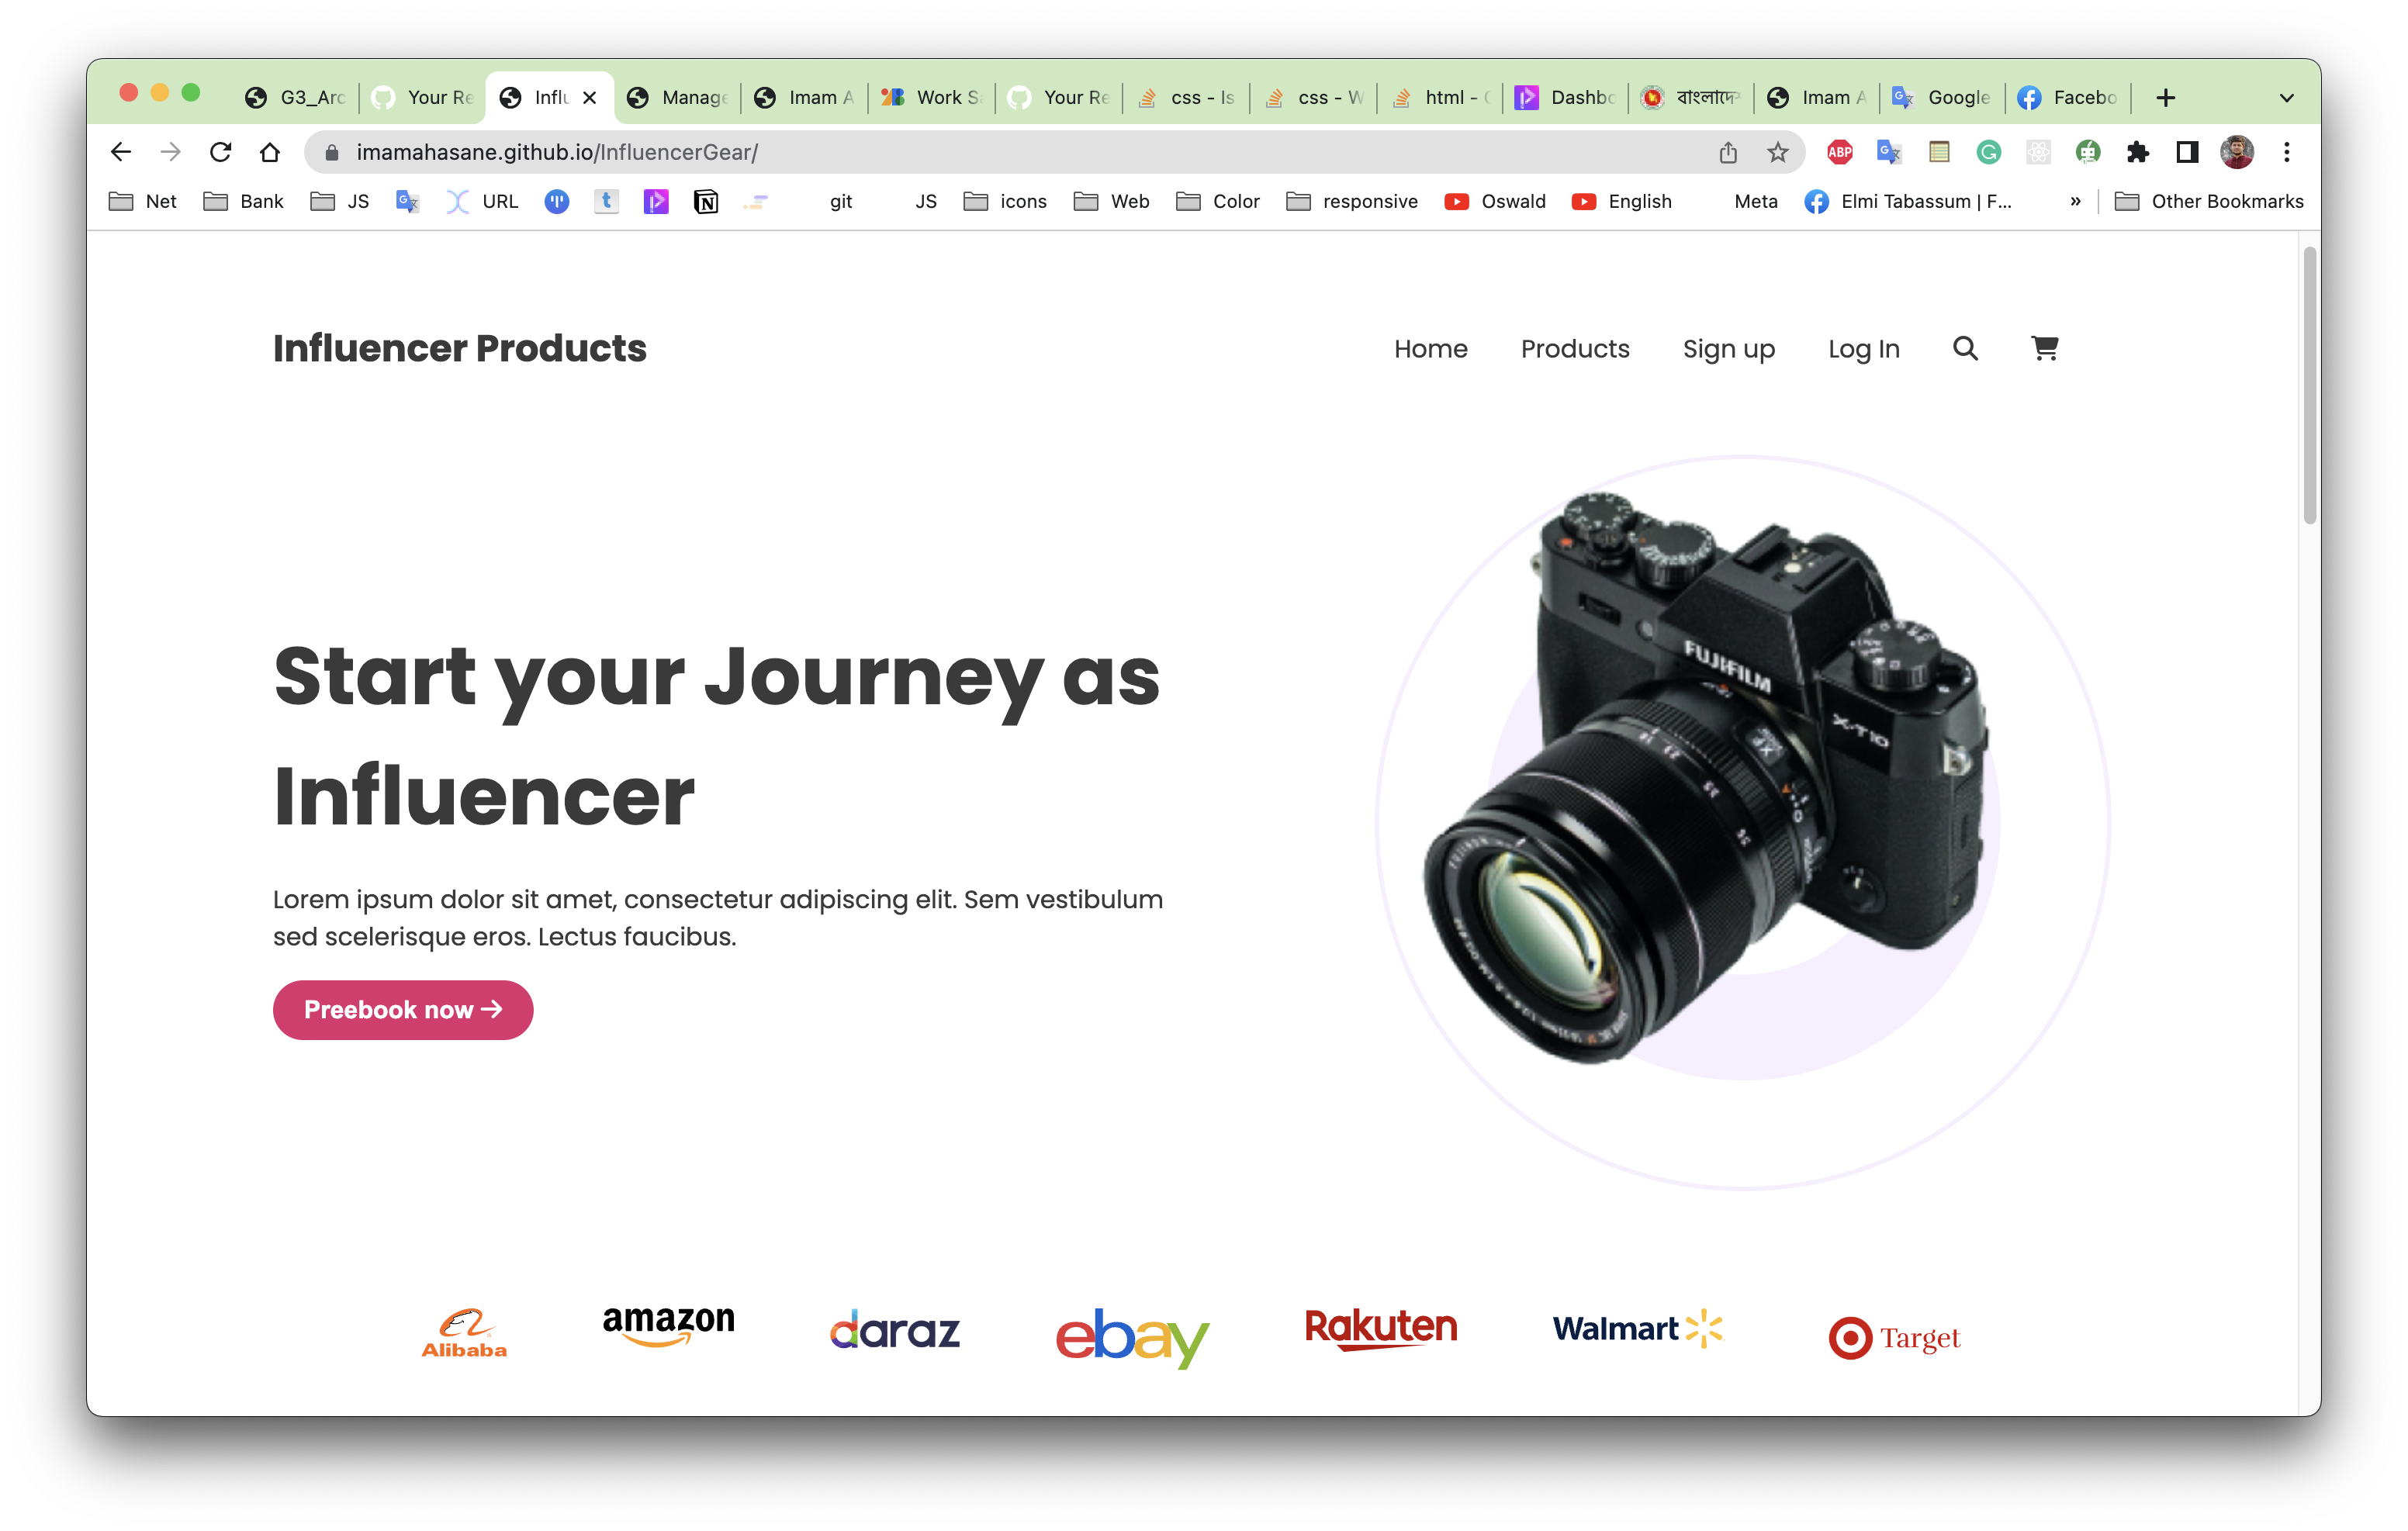 G3_Arc
Your Re
Influ
Manage
Imam A
Work S
Your Re
css - Is
css - W
html - 
Dashbo
বাংলাদে
Imam A
Google
Facebo
imamahasane.github.io/InfluencerGear/
ABP
Net
Bank
JS
URL
git
JS
icons
Web
Color
responsive
Oswald
English
Meta
Elmi Tabassum | F...
»
Other Bookmarks
Influencer Products
Home
Products
Sign up
Log In
Start your Journey as
Influencer
Lorem ipsum dolor sit amet, consectetur adipiscing elit. Sem vestibulum
sed scelerisque eros. Lectus faucibus.
Preebook now →
FUJIFILM
X-T10
XF
Alibaba
amazon
daraz
ebay
Rakuten
Walmart
Target